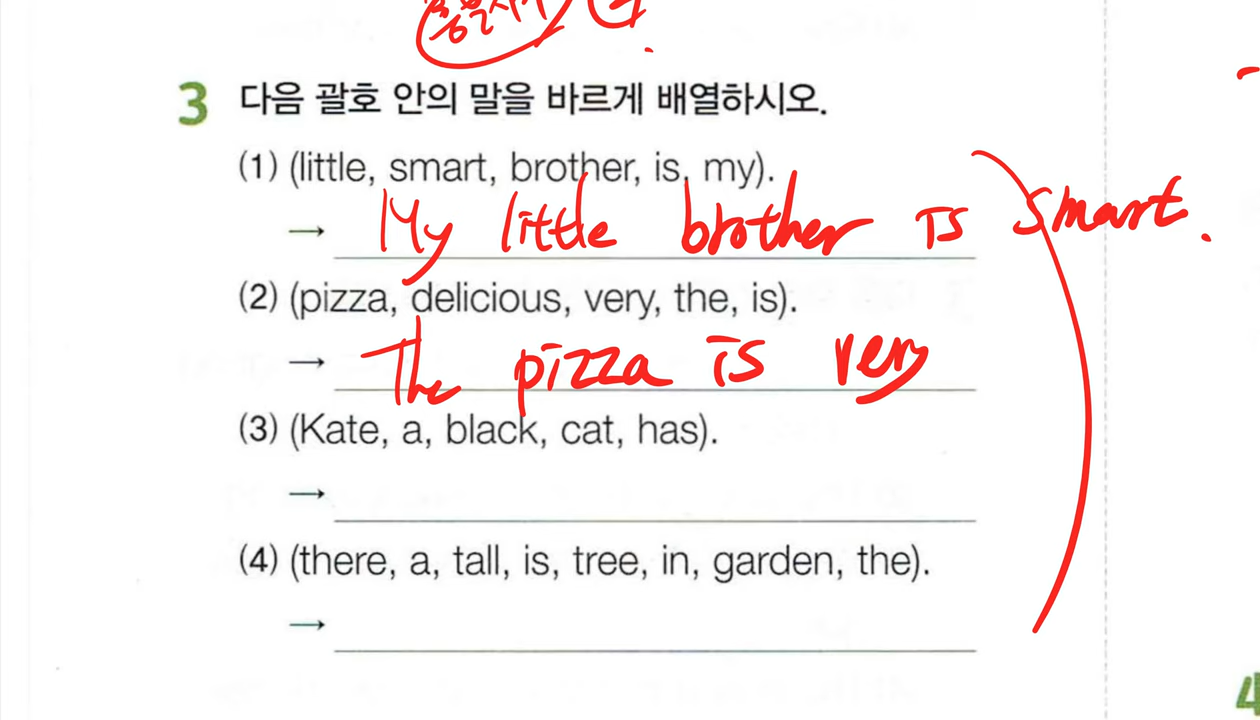 3 다음 괄호 안의 말을 바르게 배열하시오.
(1) (little, smart, brother, is, my).
→ My little brother is smart.
(2) (pizza, delicious, very, the, is).
→ The pizza is very
(3) (Kate, a, black, cat, has).
→
(4) (there, a, tall, is, tree, in, garden, the).
→
4